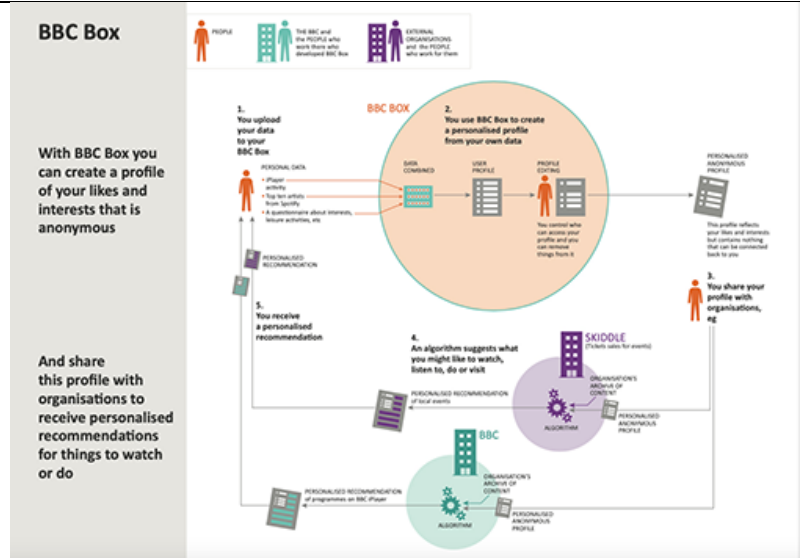 BBC Box
PEOPLE
THE BBC and
the PEOPLE who
work there who
developed BBC Box
EXTERNAL
ORGANISATIONS
and the PEOPLE
who work for them
With BBC Box you
can create a profile
of your likes and
interests that is
anonymous
And share
this profile with
organisations to
receive personalised
recommendations
for things to watch
or do
1.
You upload
your data
to your
BBC Box
PERSONAL DATA
• iPlayer
activity
• Top ten artists
from Spotify
• A questionnaire about interests,
leisure activities, etc
BBC BOX
2.
You use BBC Box to create
a personalised profile
from your own data
DATA
COMBINED
USER
PROFILE
PROFILE
EDITING
You control who
can access your
profile and you
can remove
things from it
PERSONALISED
ANONYMOUS
PROFILE
This profile reflects
your likes and interests
but contains nothing
that can be connected
back to you
3.
You share your
profile with
organisations,
eg
SKIDDLE
(Tickets sales for events)
ORGANISATION'S
ARCHIVE OF
CONTENT
PERSONALISED
ANONYMOUS
PROFILE
ALGORITHM
4.
An algorithm suggests what
you might like to watch,
listen to, do or visit
PERSONALISED RECOMMENDATION
of local events
BBC
ORGANISATION'S
ARCHIVE OF
CONTENT
PERSONALISED
ANONYMOUS
PROFILE
ALGORITHM
PERSONALISED RECOMMENDATION
of programmes on BBC iPlayer
5.
You receive
a personalised
recommendation
PERSONALISED
RECOMMENDATION